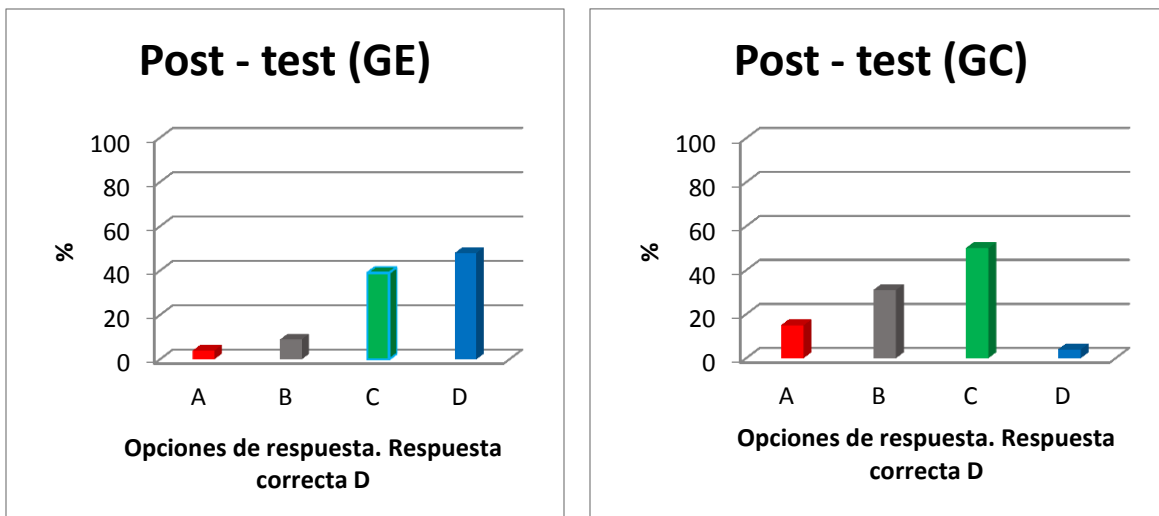 Post - test (GE)
100
80
60
40
20
0
%
A B C D
Opciones de respuesta. Respuesta
correcta D
Post - test (GC)
100
80
60
40
20
0
%
A B C D
Opciones de respuesta. Respuesta
correcta D